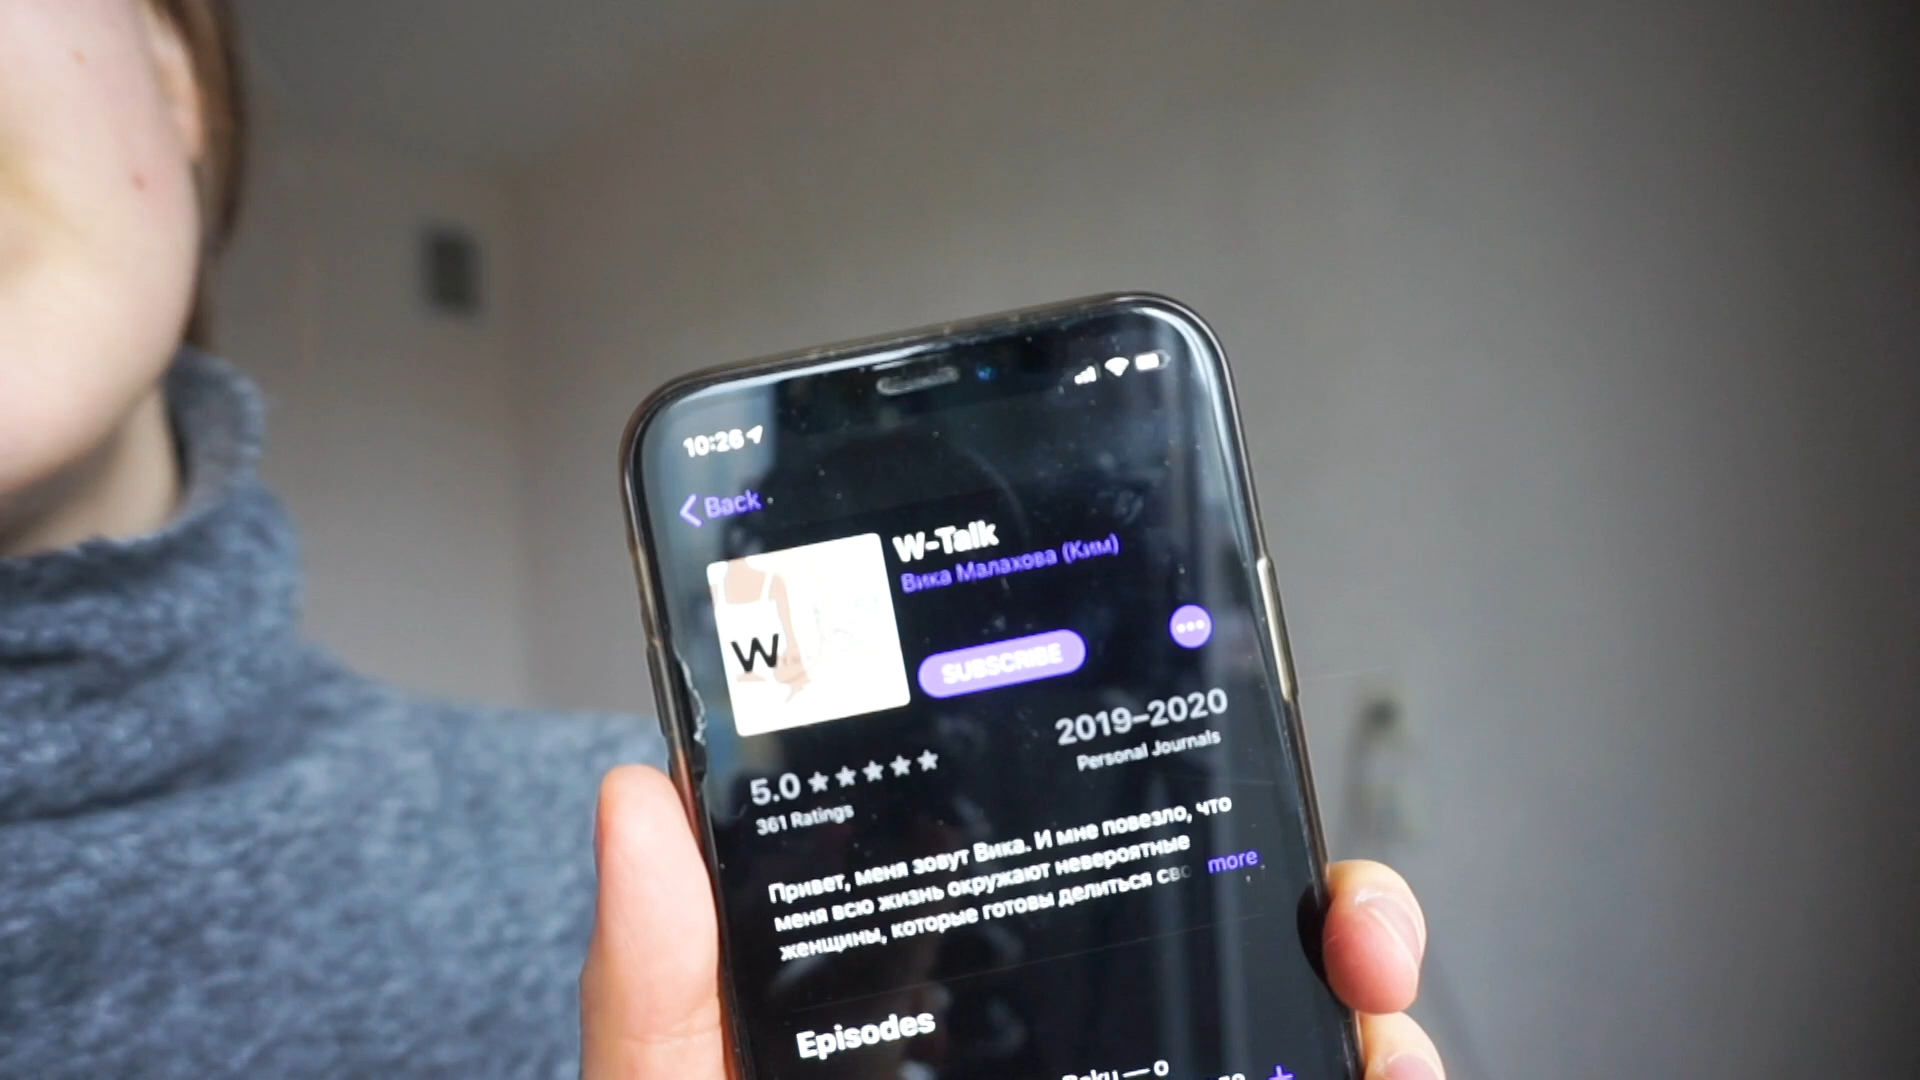 10:26
Back
W-Talk
Вика Малахова (Ким)
W
SUBSCRIBE
2019–2020
Personal Journals
5.0 ★★★★★
361 Ratings
Привет, меня зовут Вика. И мне повезло, что
меня всю жизнь окружают невероятные
женщины, которые готовы делиться сво
more
Episodes
Baku — о